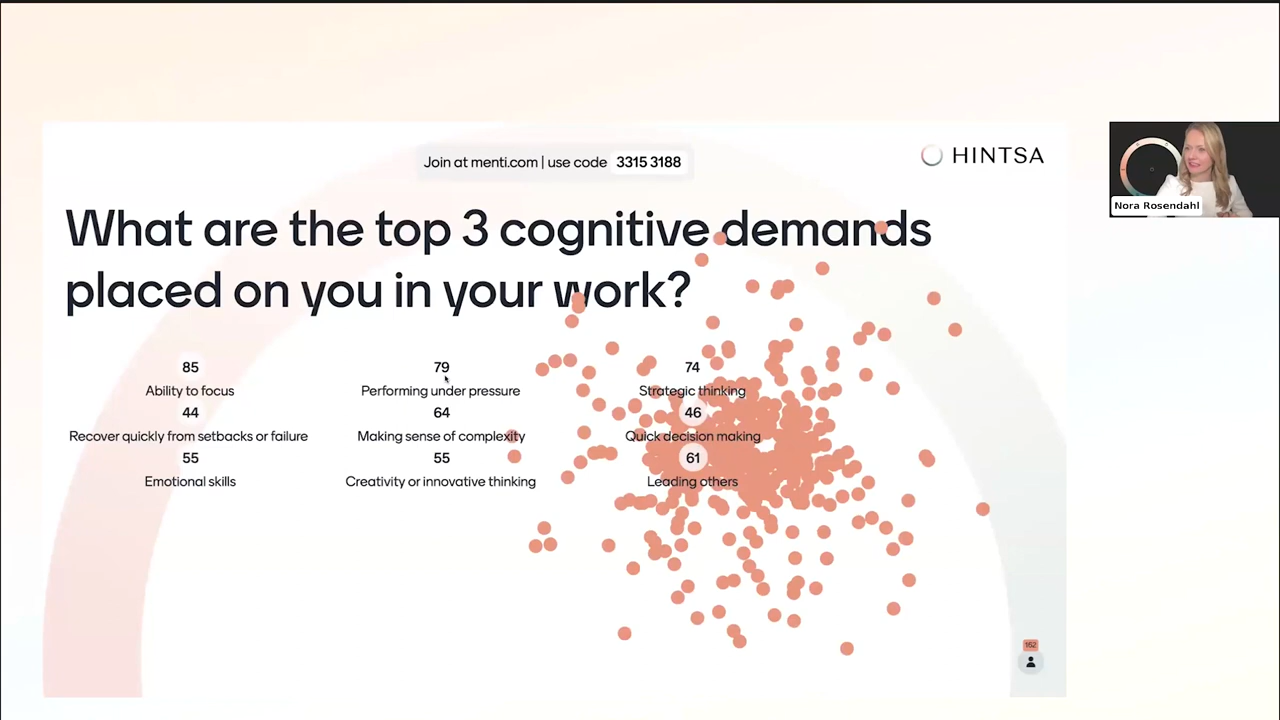 Join at menti.com | use code 3315 3188
HINTSA
Nora Rosendahl
What are the top 3 cognitive demands
placed on you in your work?
85
79
74
Ability to focus
Performing under pressure
Strategic thinking
44
64
46
Recover quickly from setbacks or failure
Making sense of complexity
Quick decision making
55
55
61
Emotional skills
Creativity or innovative thinking
Leading others
162